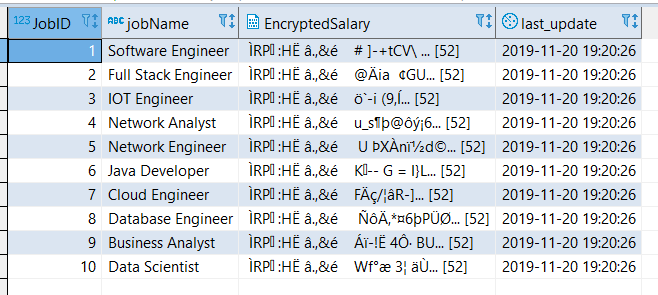 123 JobID ABC jobName EncryptedSalary last_update
1 Software Engineer ÌRP :HË â.,&é # ]-+tCV\ ... [52] 2019-11-20 19:20:26
2 Full Stack Engineer ÌRP :HË â.,&é @Äia ¢GU... [52] 2019-11-20 19:20:26
3 IOT Engineer ÌRP :HË â.,&é ö`-i (9,Í... [52] 2019-11-20 19:20:26
4 Network Analyst ÌRP :HË â.,&é u_s¶þ@ôý¡6... [52] 2019-11-20 19:20:26
5 Network Engineer ÌRP :HË â.,&é U ÞXÀnï½d©... [52] 2019-11-20 19:20:26
6 Java Developer ÌRP :HË â.,&é K -- G = I}L... [52] 2019-11-20 19:20:26
7 Cloud Engineer ÌRP :HË â.,&é FÄç/¦âR-]... [52] 2019-11-20 19:20:26
8 Database Engineer ÌRP :HË â.,&é ÑôÄ,*¤6þPÜØ... [52] 2019-11-20 19:20:26
9 Business Analyst ÌRP :HË â.,&é Áï-!Ë 4Ô· BU... [52] 2019-11-20 19:20:26
10 Data Scientist ÌRP :HË â.,&é Wf°æ 3¦ äÙ... [52] 2019-11-20 19:20:26